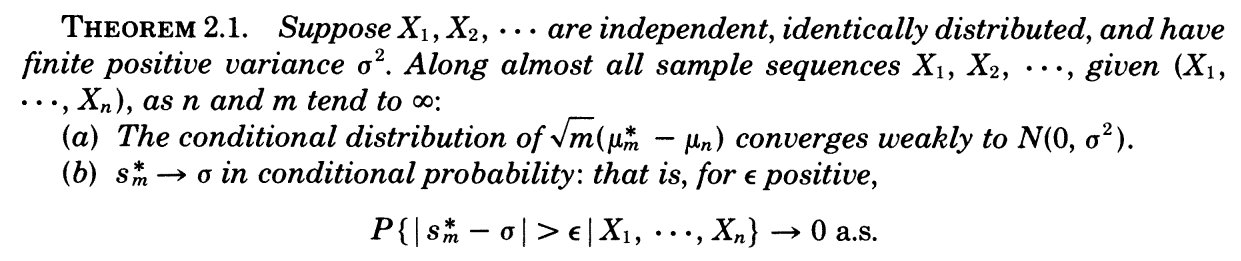 THEOREM 2.1. Suppose X₁, X₂, ··· are independent, identically distributed, and have
finite positive variance σ². Along almost all sample sequences X₁, X₂, ···, given (X₁,
···, Xₙ), as n and m tend to ∞:
(a) The conditional distribution of √m(μ*ₘ − μₙ) converges weakly to N(0, σ²).
(b) s*ₘ → σ in conditional probability: that is, for ϵ positive,
P{| s*ₘ − σ| > ϵ | X₁, ···, Xₙ} → 0 a.s.